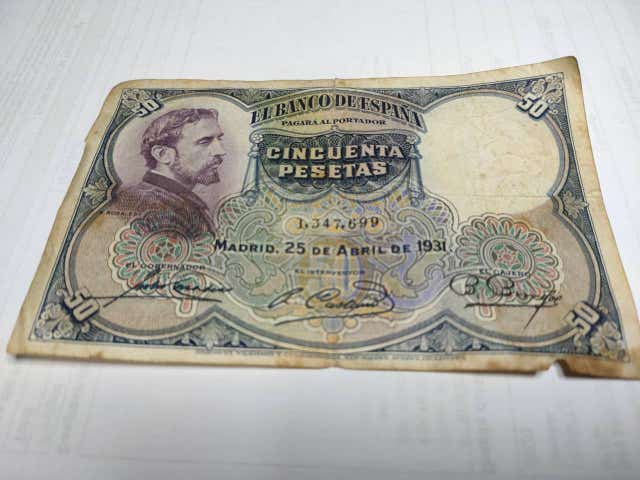 50
50
EL BANCO DE ESPAÑA
PAGARÁ AL PORTADOR
CINCUENTA
PESETAS
1,347,699
MADRID, 25 DE ABRIL DE 1931
EL GOBERNADOR
EL INTERVENTOR
EL CAJERO
50
50